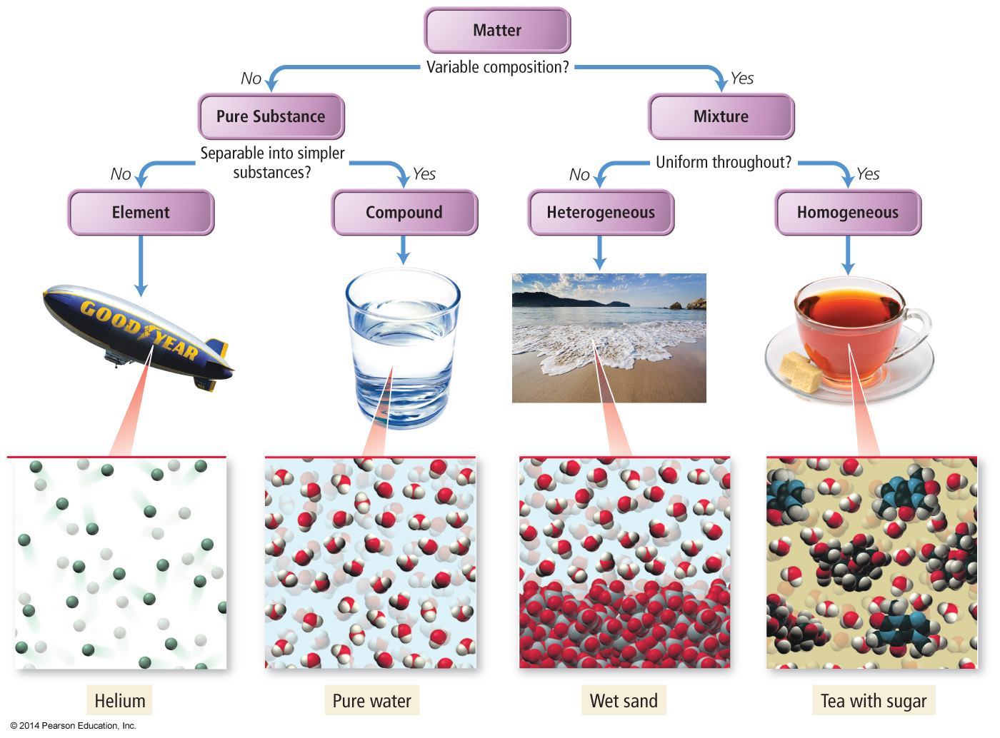 Matter
Variable composition?
No
Yes
Pure Substance
Mixture
Separable into simpler
substances?
Uniform throughout?
No
Yes
No
Yes
Element
Compound
Heterogeneous
Homogeneous
GOODYEAR
Helium
Pure water
Wet sand
Tea with sugar
© 2014 Pearson Education, Inc.